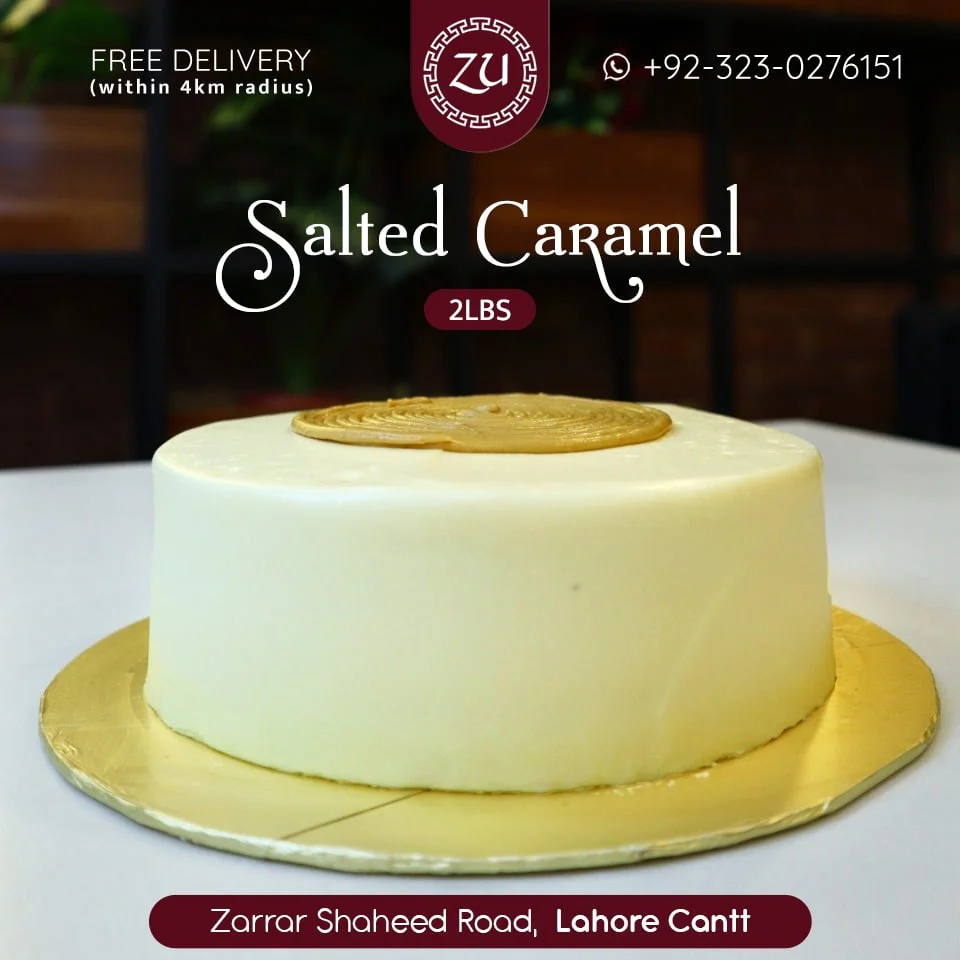 FREE DELIVERY
(within 4km radius)
ZU
+92-323-0276151
Salted Caramel
2LBS
Zarrar Shaheed Road, Lahore Cantt